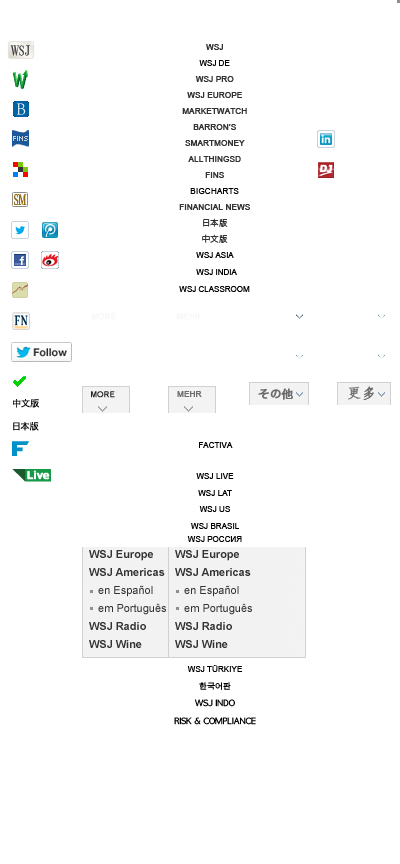 WSJ
WSJ
WSJ DE
W
WSJ PRO
WSJ EUROPE
B
MARKETWATCH
BARRON'S
FINS
SMARTMONEY
in
ALLTHINGSD
DJ
FINS
BIGCHARTS
SM
FINANCIAL NEWS
日本版
中文版
WSJ ASIA
f
WSJ INDIA
WSJ CLASSROOM
MORE
MEHR
FN
Follow
MORE
MEHR
その他
更多
中文版
日本版
FACTIVA
F
Live
WSJ LIVE
WSJ LAT
WSJ US
WSJ BRASIL
WSJ РОССИЯ
WSJ Europe
WSJ Europe
WSJ Americas
WSJ Americas
en Español
en Español
em Português
em Português
WSJ Radio
WSJ Radio
WSJ Wine
WSJ Wine
WSJ TÜRKIYE
한국어판
WSJ INDO
RISK & COMPLIANCE